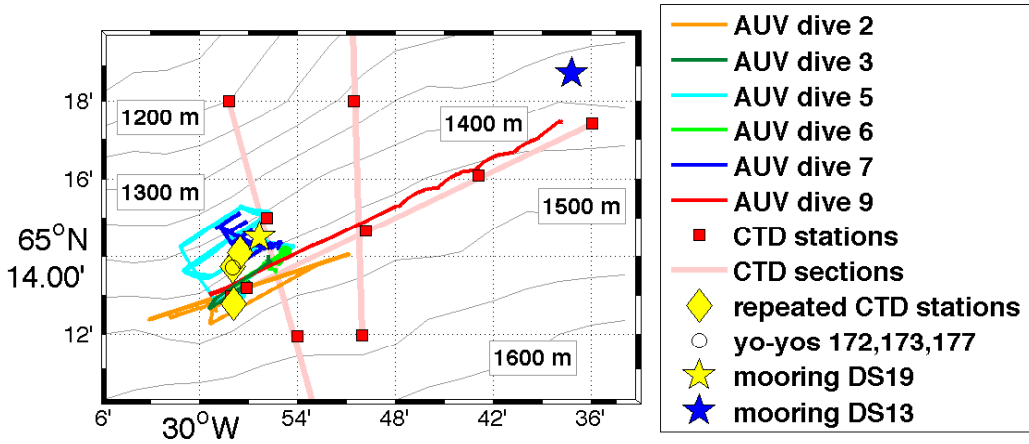 18'
1200 m
1400 m
16'
1300 m
1500 m
65°N
14.00'
12'
1600 m
6'
30°W
54'
48'
42'
36'
AUV dive 2
AUV dive 3
AUV dive 5
AUV dive 6
AUV dive 7
AUV dive 9
CTD stations
CTD sections
repeated CTD stations
yo-yos 172,173,177
mooring DS19
mooring DS13